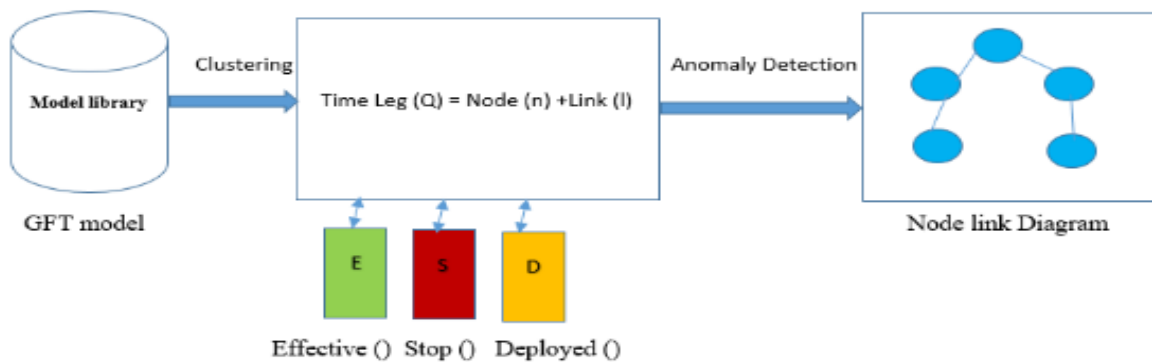 Model library
GFT model
Clustering
Time Leg (Q) = Node (n) +Link (l)
Anomaly Detection
Node link Diagram
E
S
D
Effective ()
Stop ()
Deployed ()